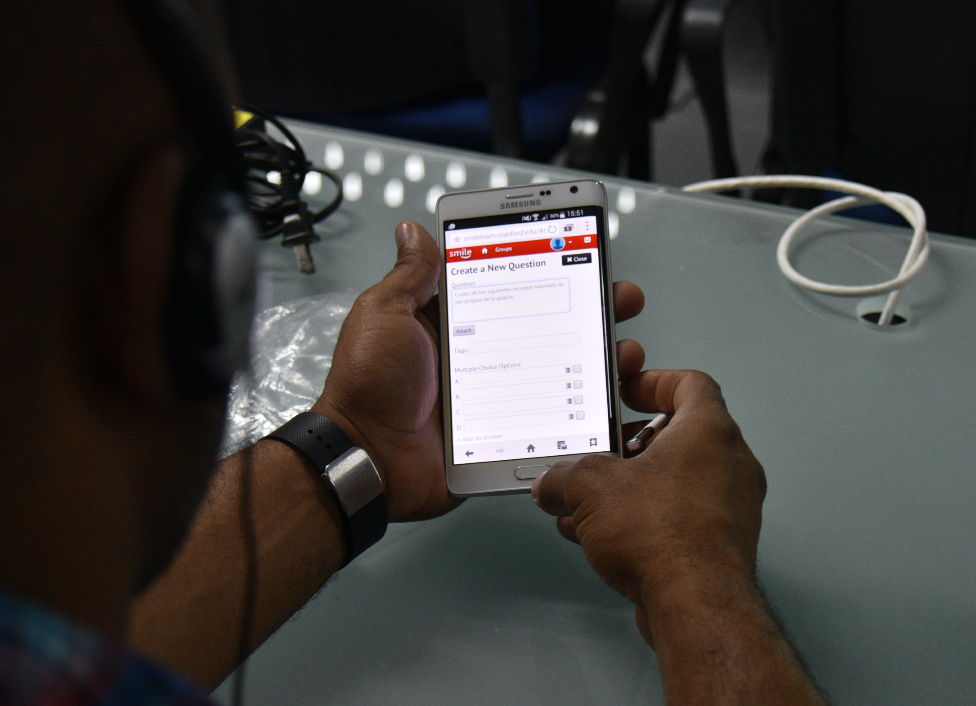 SAMSUNG
60% 15:51
smilelearn.stanford.edu/#!
smile Groups
Create a New Question
✖ Close
Question:
Cuales de los siguientes recursos naturales no
son propios de la guajira
Attach
Tags
Multiple Choice Options:
A.
B.
C.
D.
+ Add an answer